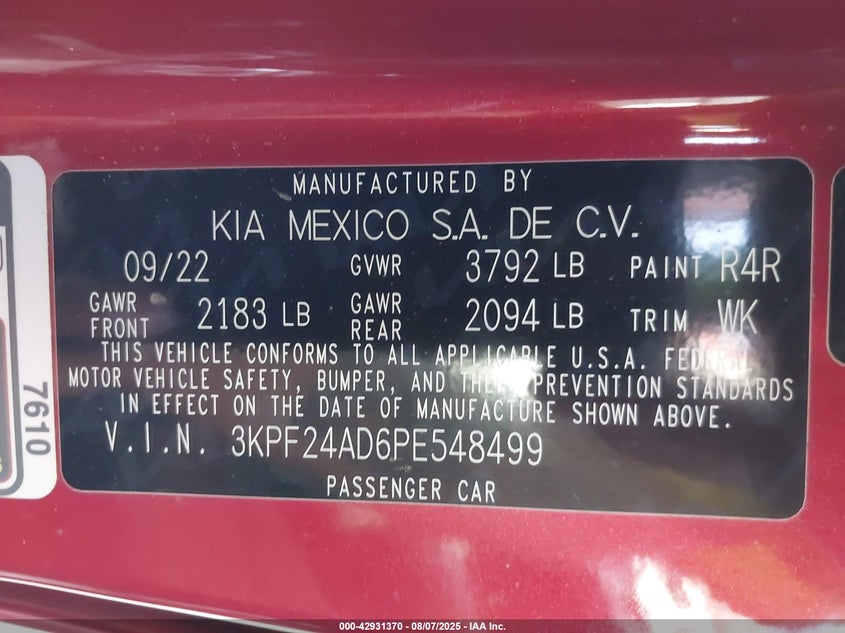 MANUFACTURED BY
KIA MEXICO S.A. DE C.V.
09/22 GVWR 3792 LB PAINT R4R
GAWR FRONT 2183 LB GAWR REAR 2094 LB TRIM WK
THIS VEHICLE CONFORMS TO ALL APPLICABLE U.S.A. FEDERAL
MOTOR VEHICLE SAFETY, BUMPER, AND THEFT PREVENTION STANDARDS
IN EFFECT ON THE DATE OF MANUFACTURE SHOWN ABOVE.
V.I.N. 3KPF24AD6PE548499
PASSENGER CAR
7610
000-42931370 - 08/07/2025 - IAA Inc.